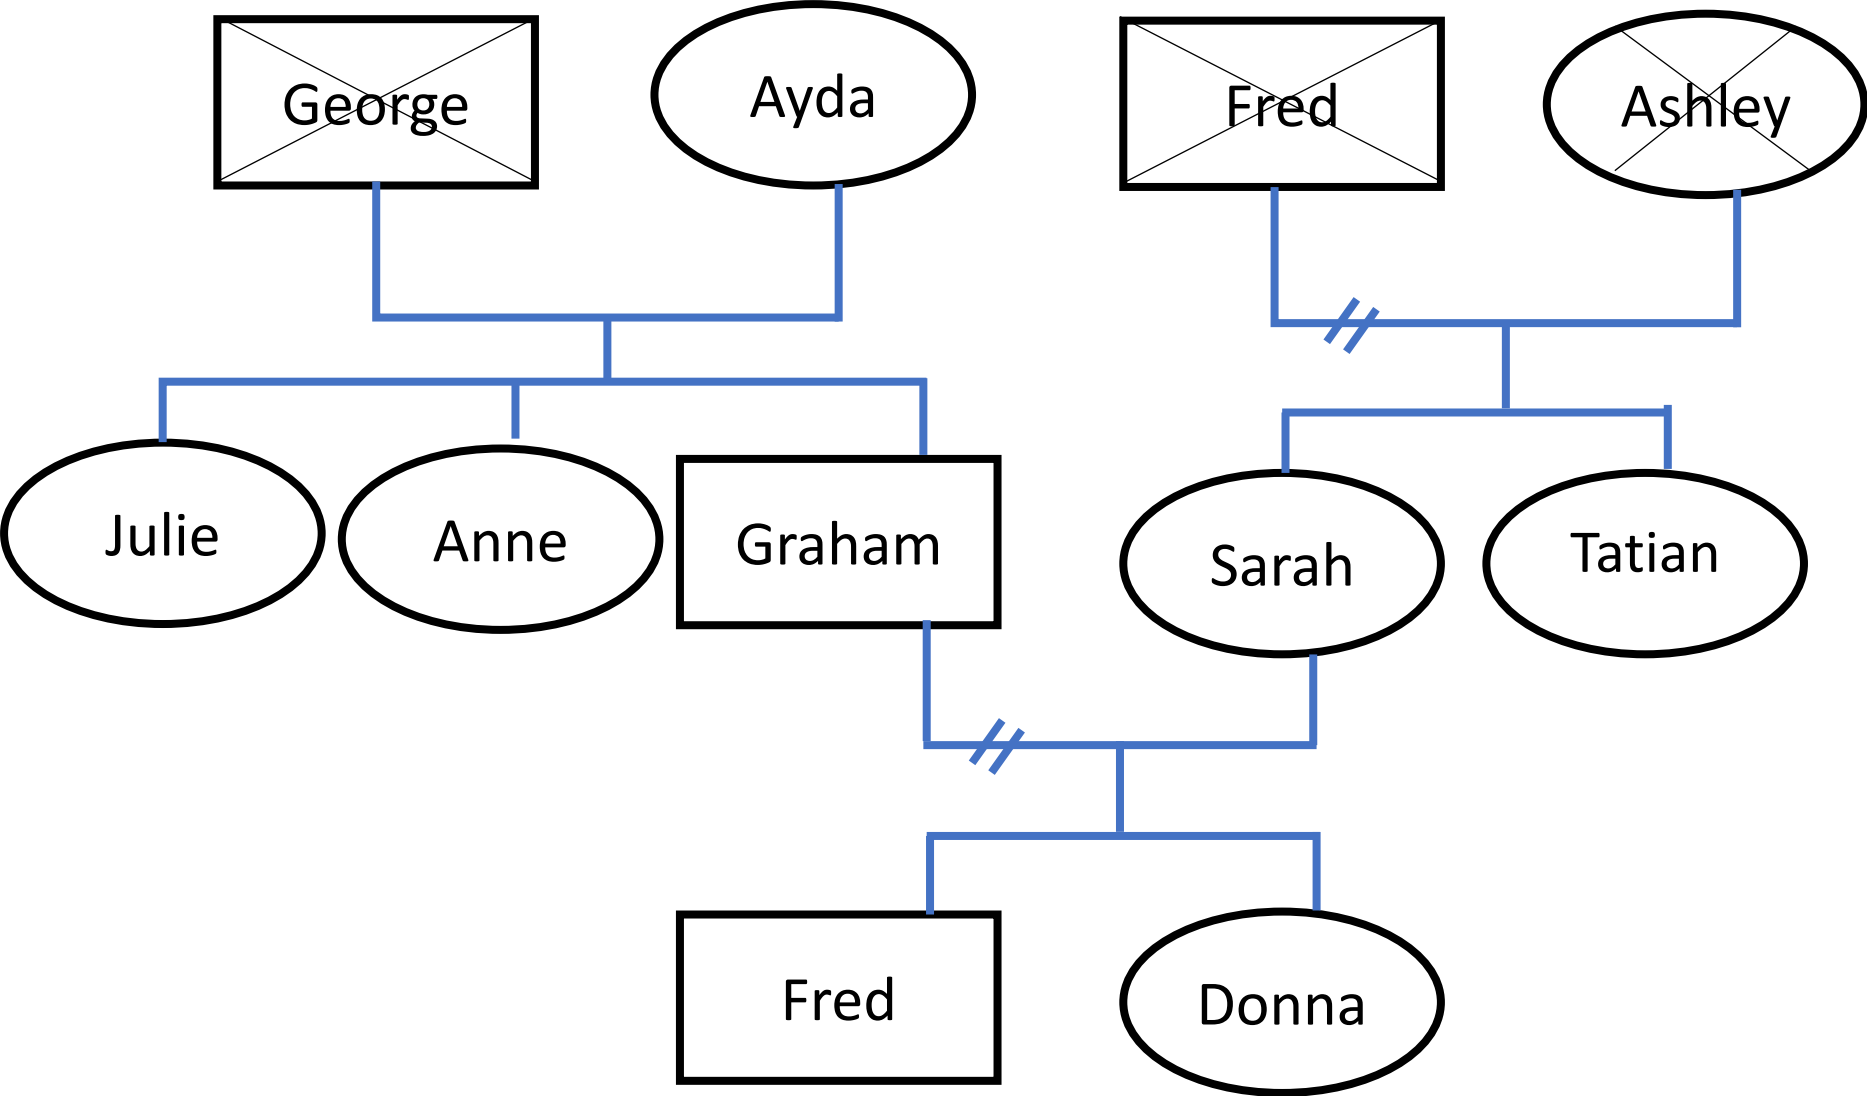 George
Ayda
Fred
Ashley
Julie
Anne
Graham
Sarah
Tatian
Fred
Donna